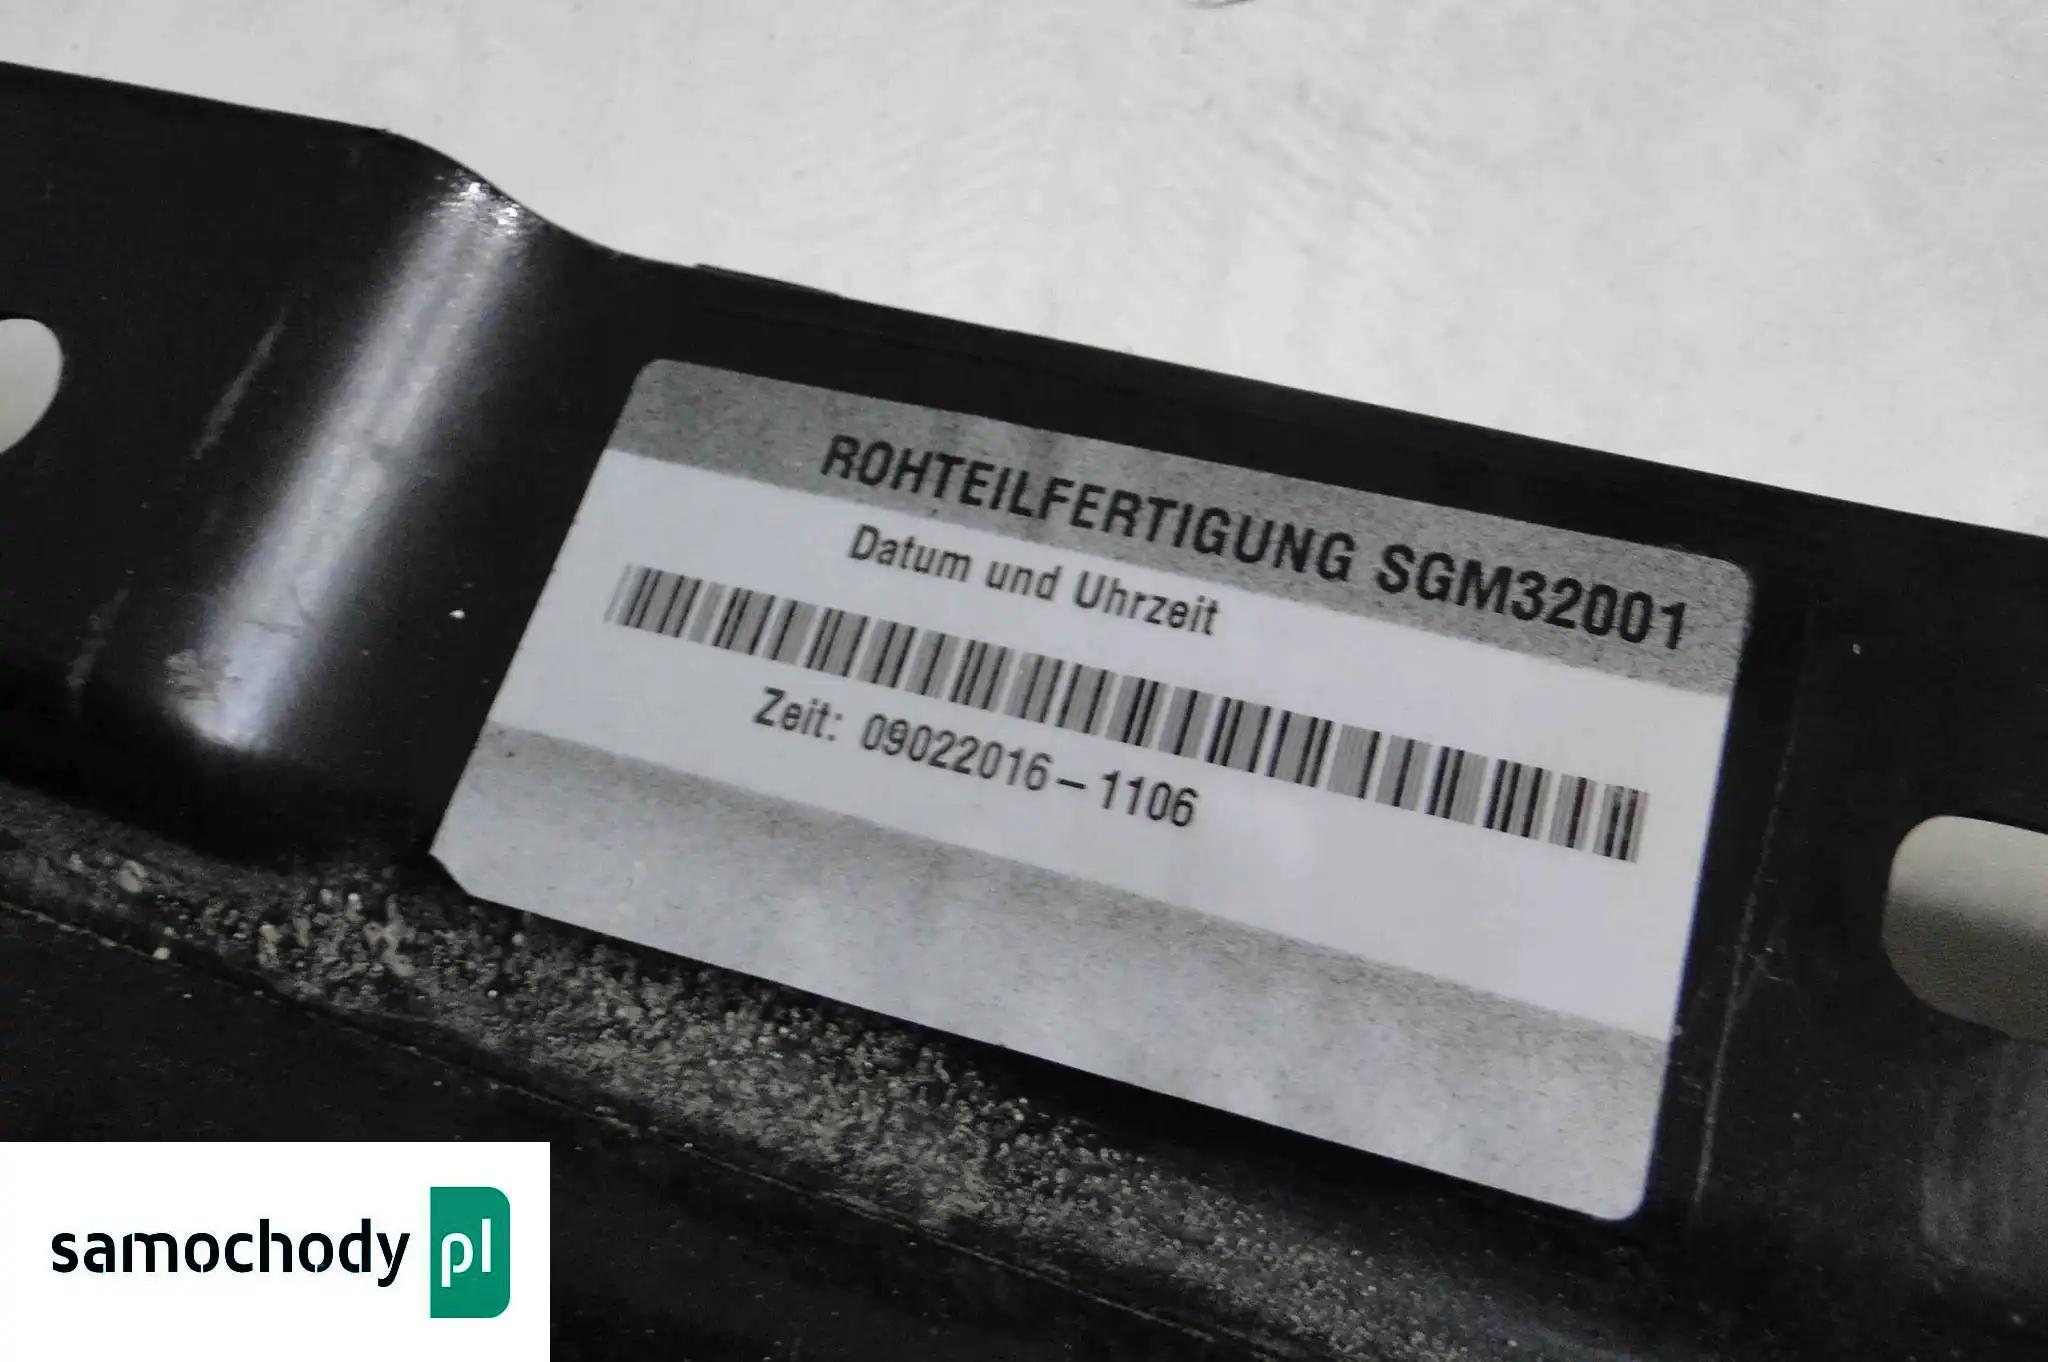 ROHTEILFERTIGUNG SGM32001
Datum und Uhrzeit
Zeit: 09022016-1106
samochody pl